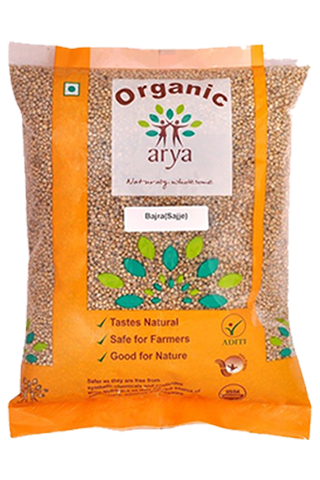 Organic
arya
Naturaly.wholesome
Bajra(Sajje)
✓ Tastes Natural
✓ Safe for Farmers
✓ Good for Nature
ADITI
Safer as they are free from